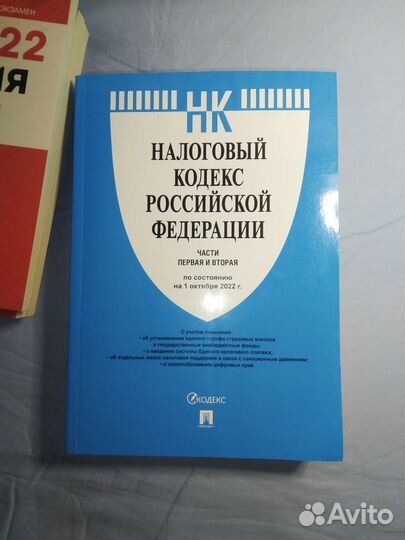 ЭКЗАМЕН
22
ИЯ
НК
НАЛОГОВЫЙ
КОДЕКС
РОССИЙСКОЙ
ФЕДЕРАЦИИ
ЧАСТИ
ПЕРВАЯ И ВТОРАЯ
по состоянию
на 1 октября 2022 г.
С учетом изменений:
• об установлении единого тарифа страховых взносов
в государственные внебюджетные фонды;
• о введении системы Единого налогового платежа;
• об отдельных мерах налоговой поддержки в связи с санкционным давлением;
• о налогообложении цифровых прав
КОДЕКС
Avito